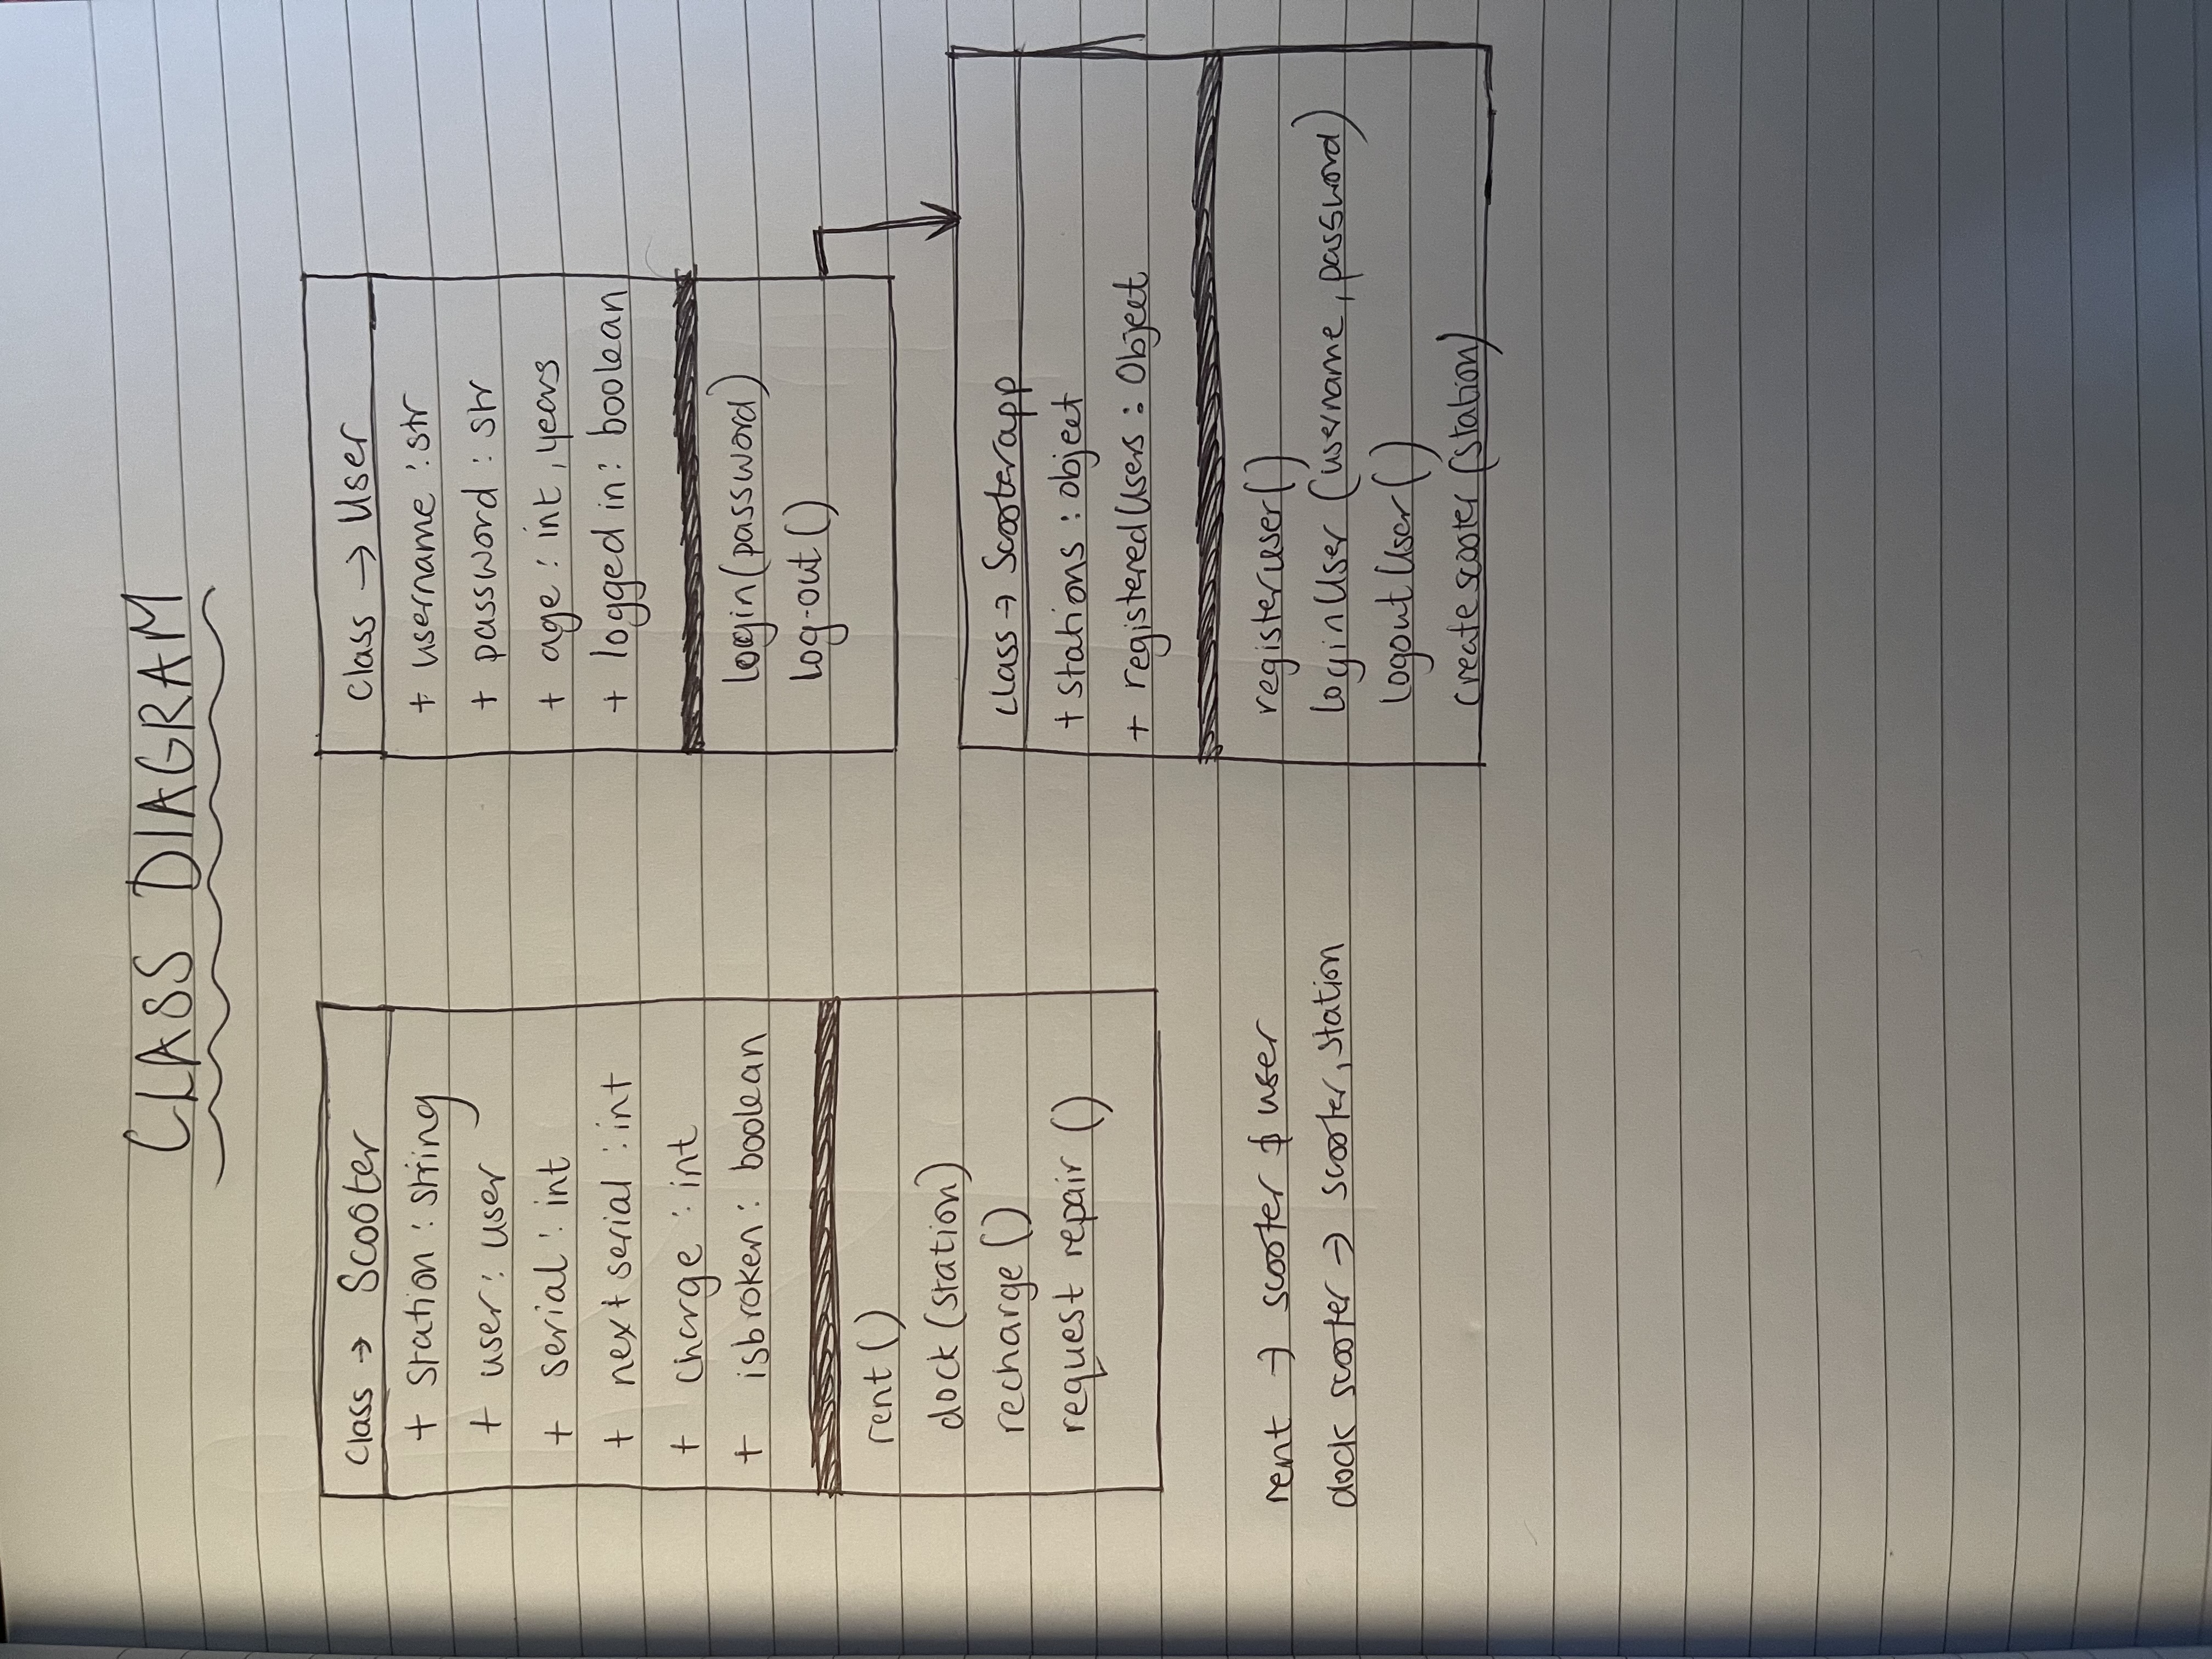 CLASS DIAGRAM
class → Scooter
+ station : string
+ user : user
+ serial : int
+ next serial : int
+ charge : int
+ isbroken : boolean
rent ()
dock (station)
recharge ()
request repair ()
rent → scooter & user
dock scooter → scooter, station
class → User
+ username : str
+ password : str
+ age : int, years
+ logged in : boolean
login (password)
log-out ()
class → Scooterapp
+ stations : object
+ registeredUsers : Object
registeruser ()
loginUser (username, password)
logout User ()
create scooter (station)